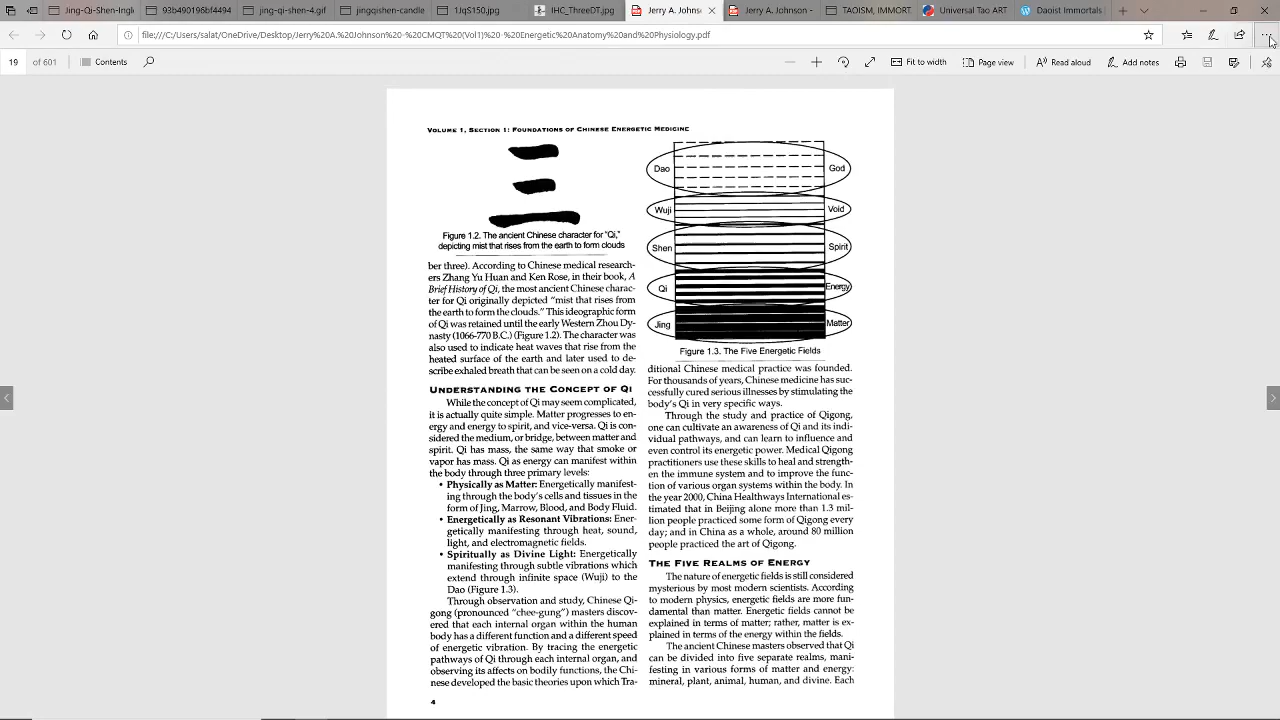 Jing-Qi-Shen-Ingk
93b490196bf4494
jing-qi-shen-4.gif
jingqishen-candle
1JjS150.jpg
IHC_ThreeDT.jpg
Jerry A. Johns
Jerry A. Johnson -
TAOISM, IMMORT
Universal Tao ART
Daoist Immortals
file:///C:/Users/salat/OneDrive/Desktop/Jerry%20A.%20Johnson%20-%20CMQT%20(Vol1)%20-%20Energetic%20Anatomy%20and%20Physiology.pdf
19 of 601 Contents
Fit to width Page view Read aloud Add notes
VOLUME 1, SECTION 1: FOUNDATIONS OF CHINESE ENERGETIC MEDICINE
Figure 1.2. The ancient Chinese character for "Qi,"
depicting mist that rises from the earth to form clouds
ber three). According to Chinese medical research-
ers Zhang Yu Huan and Ken Rose, in their book, A
Brief History of Qi, the most ancient Chinese charac-
ter for Qi originally depicted "mist that rises from
the earth to form the clouds." This ideographic form
of Qi was retained until the early Western Zhou Dy-
nasty (1066-770 B.C.) (Figure 1.2). The character was
also used to indicate heat waves that rise from the
heated surface of the earth and later used to de-
scribe exhaled breath that can be seen on a cold day.
UNDERSTANDING THE CONCEPT OF QI
While the concept of Qi may seem complicated,
it is actually quite simple. Matter progresses to en-
ergy and energy to spirit, and vice-versa. Qi is con-
sidered the medium, or bridge, between matter and
spirit. Qi has mass, the same way that smoke or
vapor has mass. Qi as energy can manifest within
the body through three primary levels:
• Physically as Matter: Energetically manifest-
ing through the body's cells and tissues in the
form of Jing, Marrow, Blood, and Body Fluid.
• Energetically as Resonant Vibrations: Ener-
getically manifesting through heat, sound,
light, and electromagnetic fields.
• Spiritually as Divine Light: Energetically
manifesting through subtle vibrations which
extend through infinite space (Wuji) to the
Dao (Figure 1.3).
Through observation and study, Chinese Qi-
gong (pronounced "chee-gung") masters discov-
ered that each internal organ within the human
body has a different function and a different speed
of energetic vibration. By tracing the energetic
pathways of Qi through each internal organ, and
observing its affects on bodily functions, the Chi-
nese developed the basic theories upon which Tra-
4
Dao God
Wuji Void
Shen Spirit
Qi Energy
Jing Matter
Figure 1.3. The Five Energetic Fields
ditional Chinese medical practice was founded.
For thousands of years, Chinese medicine has suc-
cessfully cured serious illnesses by stimulating the
body's Qi in very specific ways.
Through the study and practice of Qigong,
one can cultivate an awareness of Qi and its indi-
vidual pathways, and can learn to influence and
even control its energetic power. Medical Qigong
practitioners use these skills to heal and strength-
en the immune system and to improve the func-
tion of various organ systems within the body. In
the year 2000, China Healthways International es-
timated that in Beijing alone more than 1.3 mil-
lion people practiced some form of Qigong every
day; and in China as a whole, around 80 million
people practiced the art of Qigong.
THE FIVE REALMS OF ENERGY
The nature of energetic fields is still considered
mysterious by most modern scientists. According
to modern physics, energetic fields are more fun-
damental than matter. Energetic fields cannot be
explained in terms of matter; rather, matter is ex-
plained in terms of the energy within the fields.
The ancient Chinese masters observed that Qi
can be divided into five separate realms, mani-
festing in various forms of matter and energy:
mineral, plant, animal, human, and divine. Each